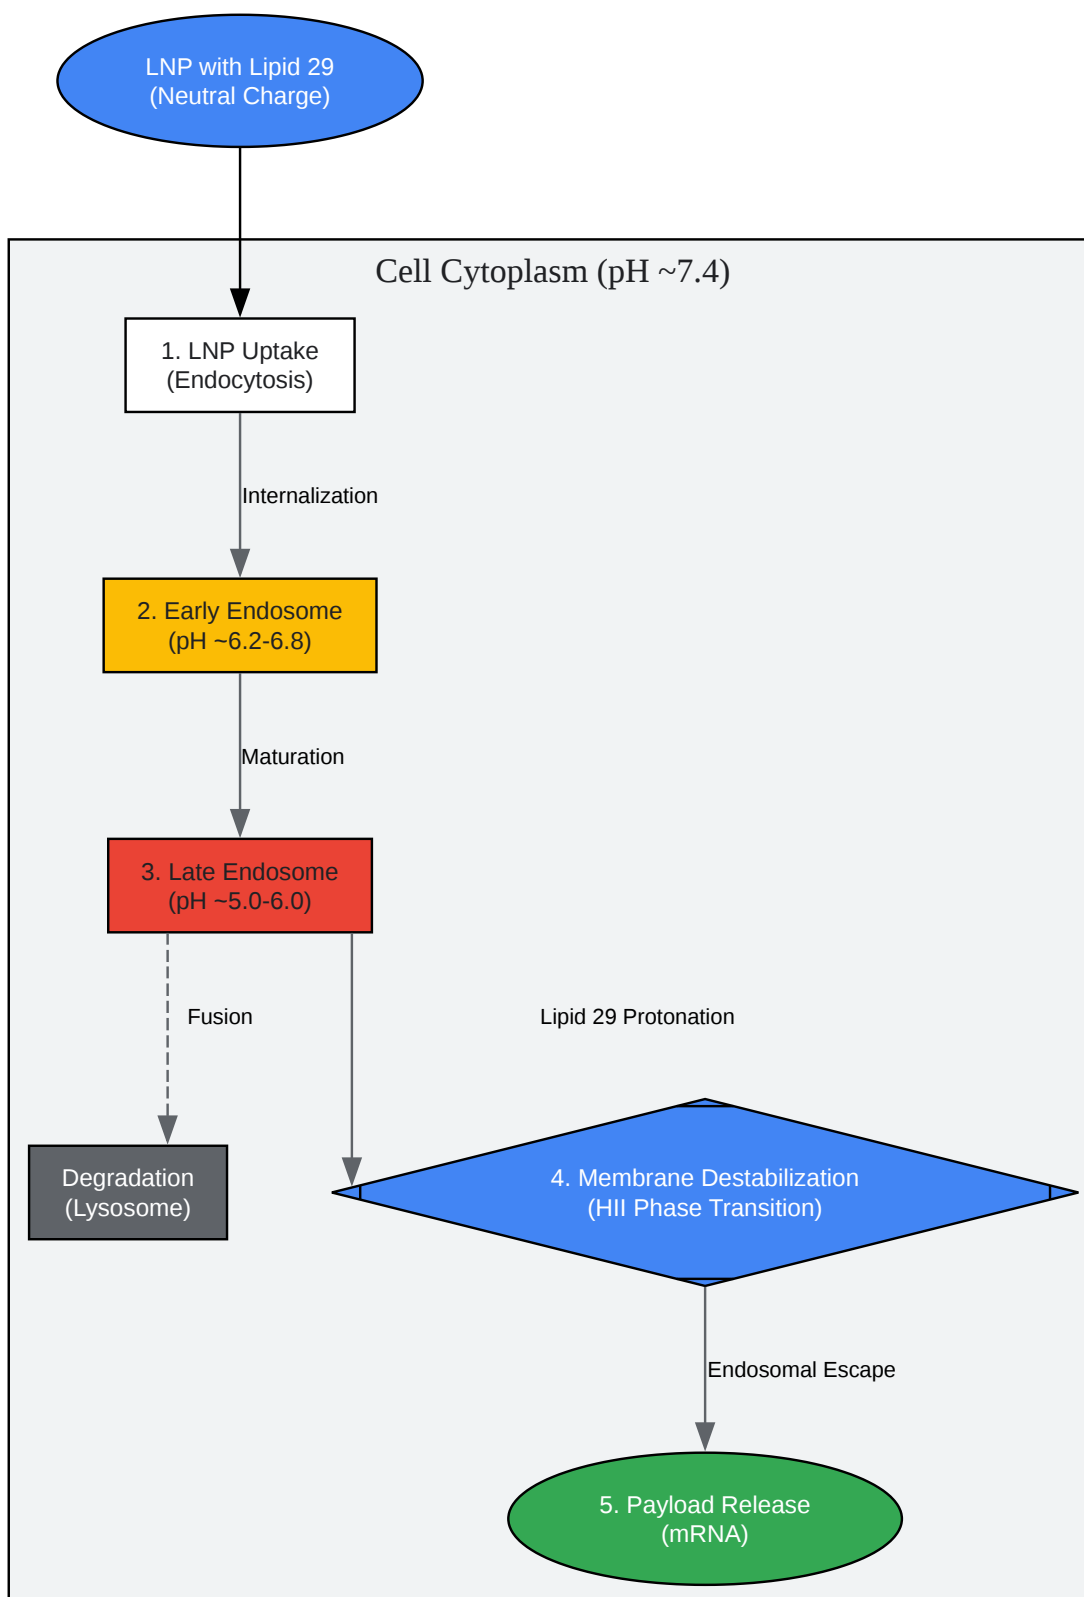 LNP with Lipid 29
(Neutral Charge)
Cell Cytoplasm (pH ~7.4)
1. LNP Uptake
(Endocytosis)
Internalization
2. Early Endosome
(pH ~6.2-6.8)
Maturation
3. Late Endosome
(pH ~5.0-6.0)
Fusion
Lipid 29 Protonation
Degradation
(Lysosome)
4. Membrane Destabilization
(HII Phase Transition)
Endosomal Escape
5. Payload Release
(mRNA)